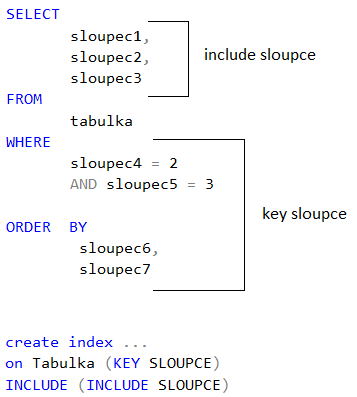 SELECT
sloupec1,
sloupec2,
sloupec3
include sloupce
FROM
tabulka
WHERE
sloupec4 = 2
AND sloupec5 = 3
key sloupce
ORDER BY
sloupec6,
sloupec7
create index ...
on Tabulka (KEY SLOUPCE)
INCLUDE (INCLUDE SLOUPCE)